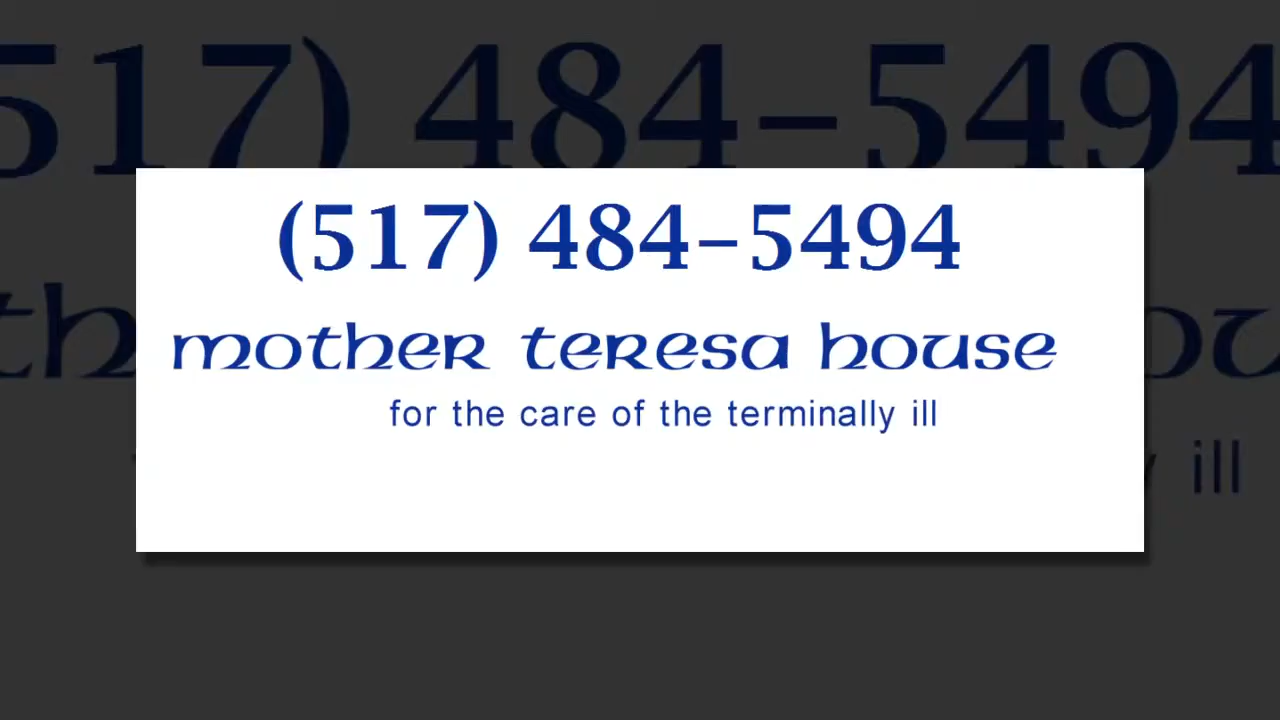 (517) 484-5494
mother teresa house
for the care of the terminally ill